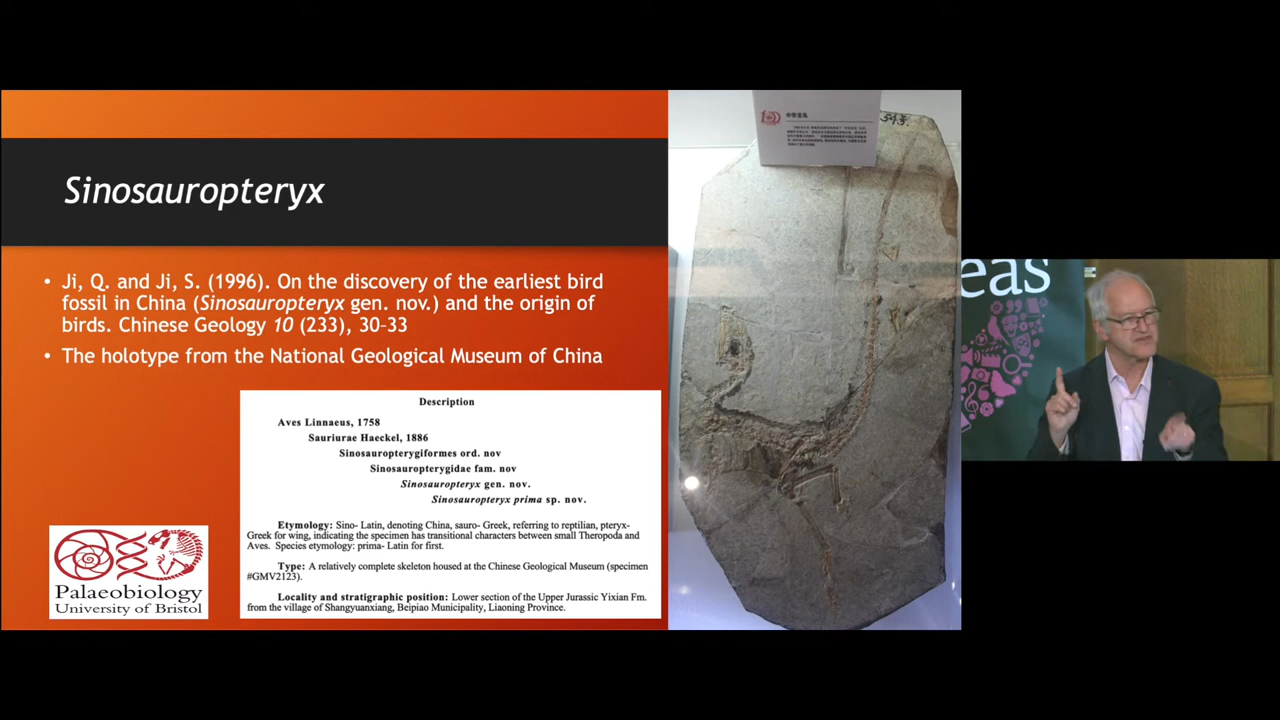 Sinosauropteryx
• Ji, Q. and Ji, S. (1996). On the discovery of the earliest bird
fossil in China (Sinosauropteryx gen. nov.) and the origin of
birds. Chinese Geology 10 (233), 30-33
• The holotype from the National Geological Museum of China
Description
Aves Linnaeus, 1758
Sauriurae Haeckel, 1886
Sinosauropterygiformes ord. nov
Sinosauropterygidae fam. nov
Sinosauropteryx gen. nov.
Sinosauropteryx prima sp. nov.
Etymology: Sino- Latin, denoting China, sauro- Greek, referring to reptilian, pteryx-
Greek for wing, indicating the specimen has transitional characters between small Theropoda and
Aves. Species etymology: prima- Latin for first.
Type: A relatively complete skeleton housed at the Chinese Geological Museum (specimen
#GMV2123).
Locality and stratigraphic position: Lower section of the Upper Jurassic Yixian Fm.
from the village of Shangyuanxiang, Beipiao Municipality, Liaoning Province.
Palaeobiology
University of Bristol
中华龙鸟
eas